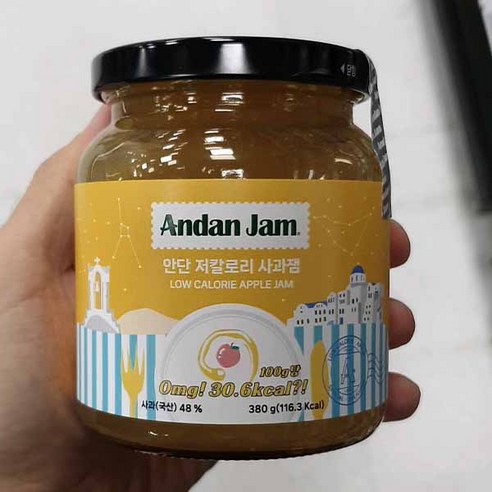 Andan Jam
안단 저칼로리 사과잼
LOW CALORIE APPLE JAM
100g당
Omg! 30.6kcal?!
사과(국산) 48 %
380 g(116.3 Kcal)